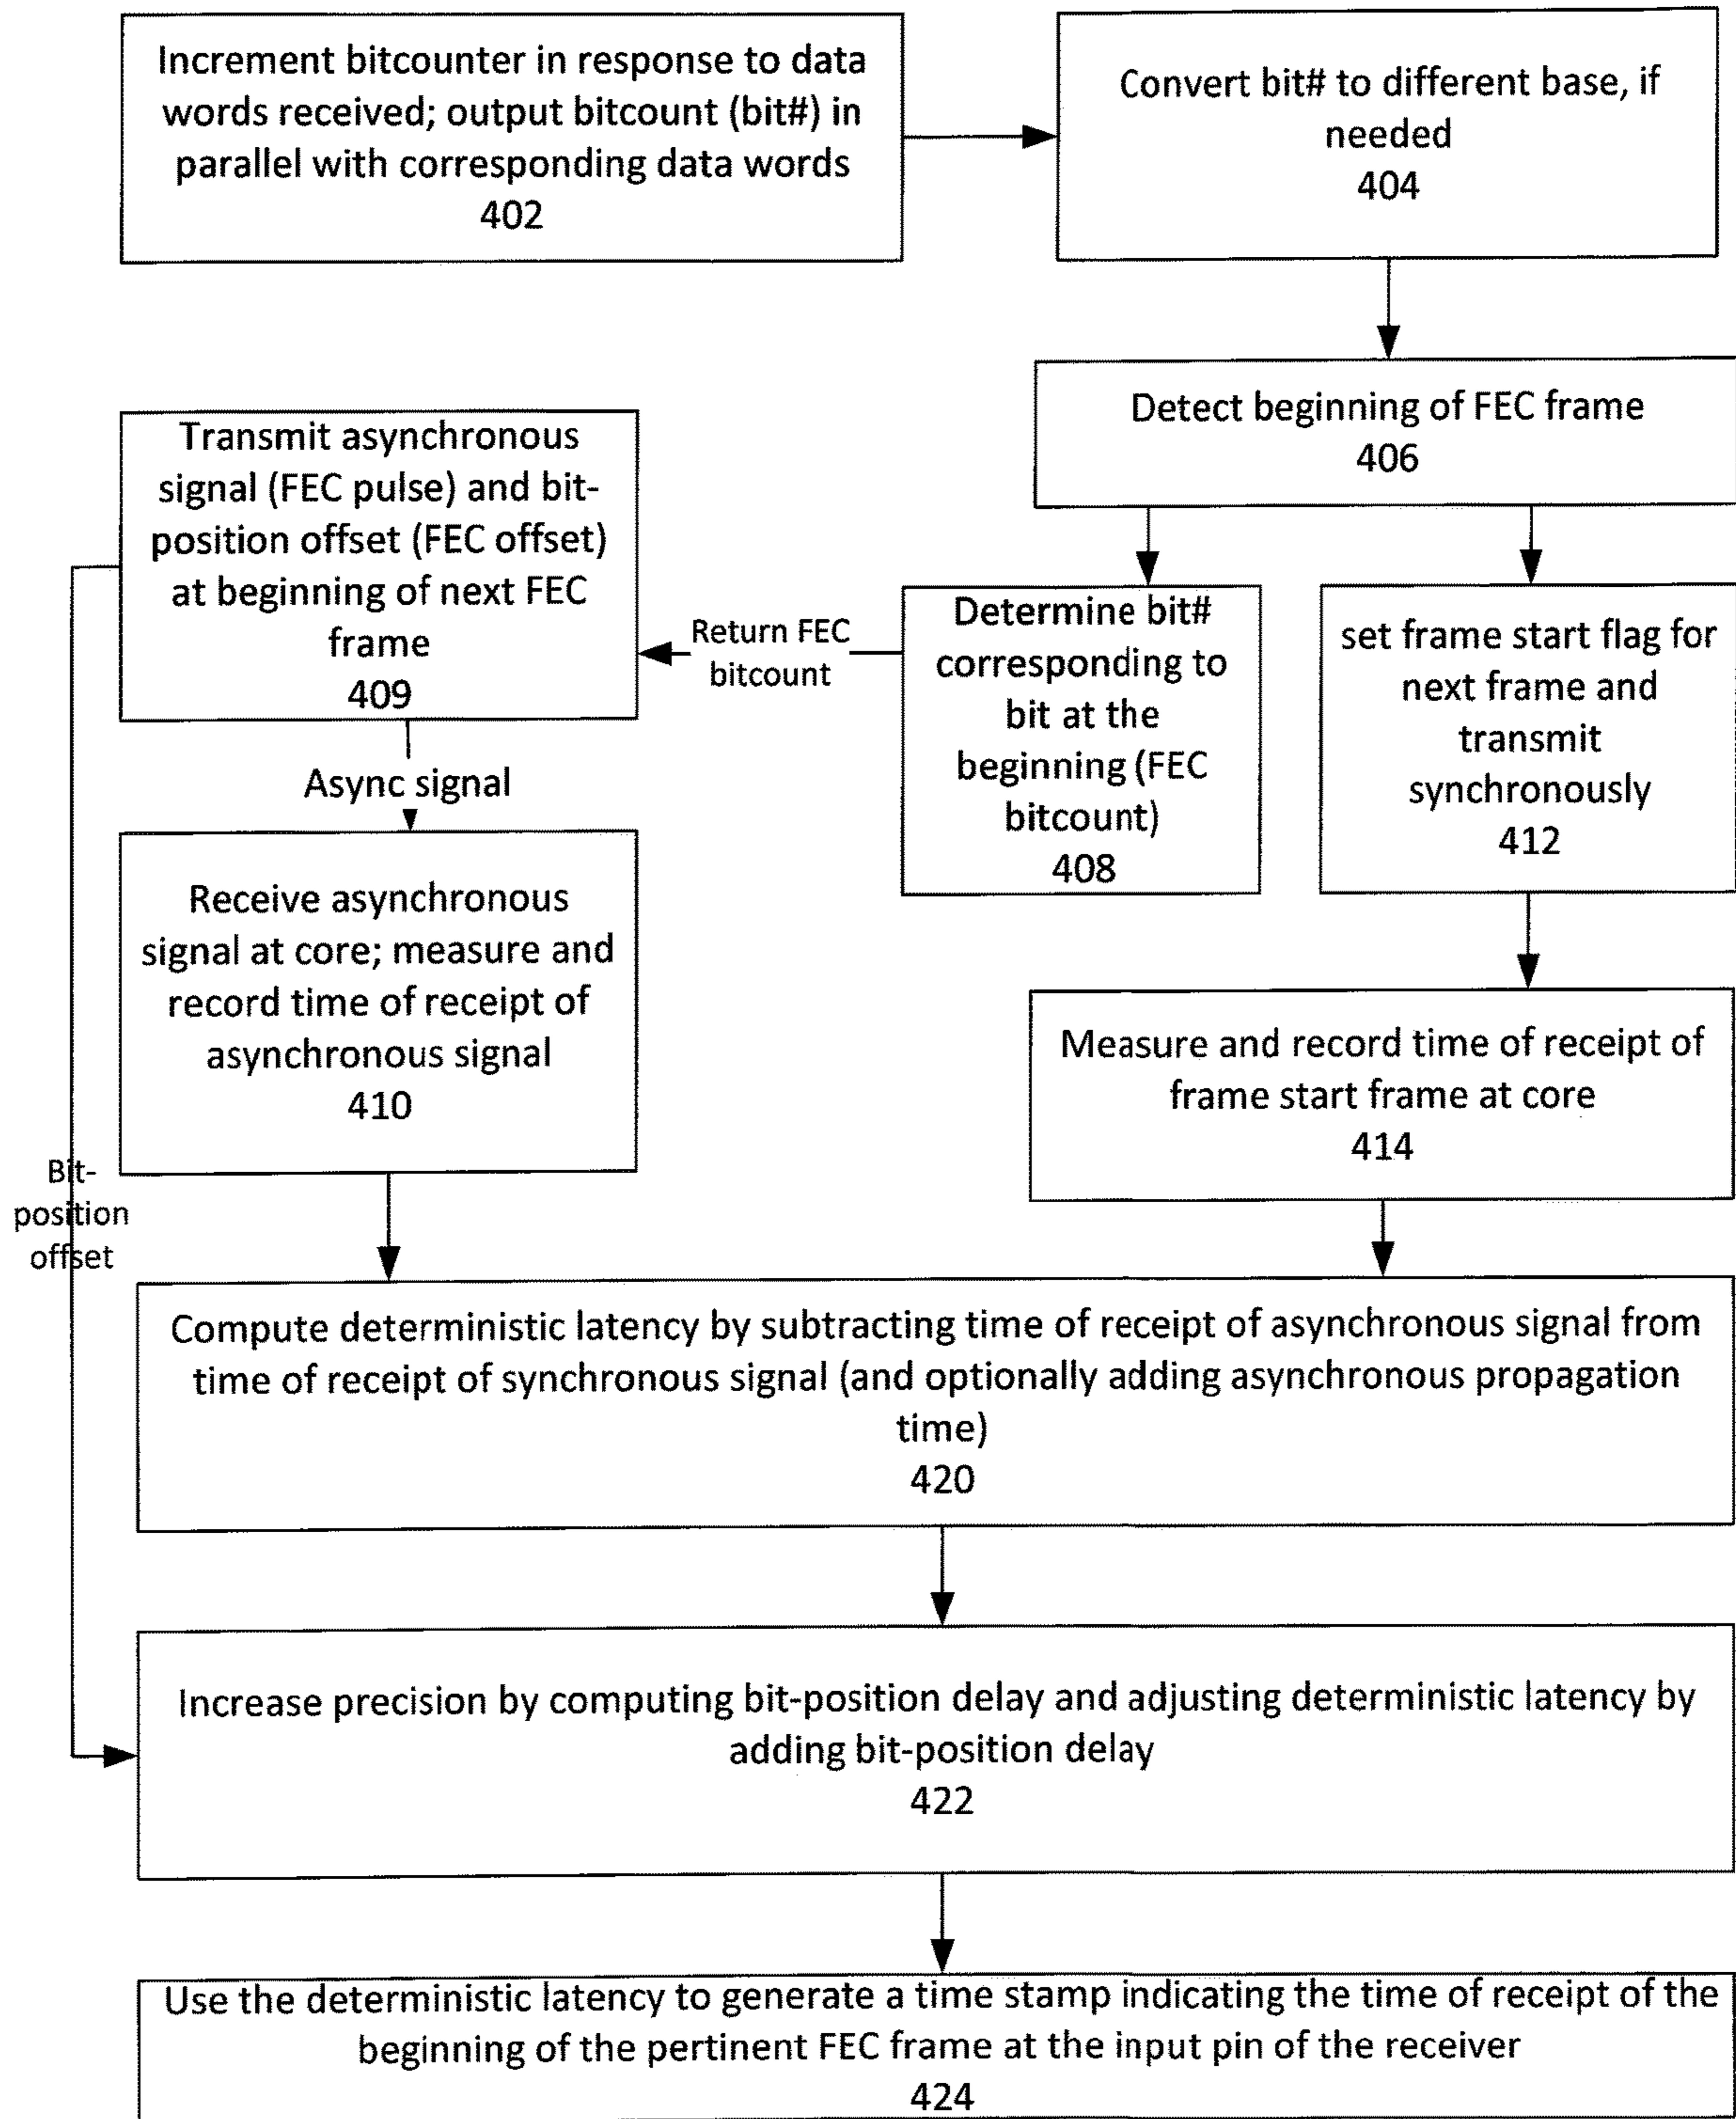 Increment bitcounter in response to data
words received; output bitcount (bit#) in
parallel with corresponding data words
402
Convert bit# to different base, if
needed
404
Detect beginning of FEC frame
406
Transmit asynchronous
signal (FEC pulse) and bit-
position offset (FEC offset)
at beginning of next FEC
frame
409
Return FEC
bitcount
Determine bit#
corresponding to
bit at the
beginning (FEC
bitcount)
408
set frame start flag for
next frame and
transmit
synchronously
412
Async signal
Receive asynchronous
signal at core; measure and
record time of receipt of
asynchronous signal
410
Measure and record time of receipt of
frame start frame at core
414
Bit-
position
offset
Compute deterministic latency by subtracting time of receipt of asynchronous signal from
time of receipt of synchronous signal (and optionally adding asynchronous propagation
time)
420
Increase precision by computing bit-position delay and adjusting deterministic latency by
adding bit-position delay
422
Use the deterministic latency to generate a time stamp indicating the time of receipt of the
beginning of the pertinent FEC frame at the input pin of the receiver
424